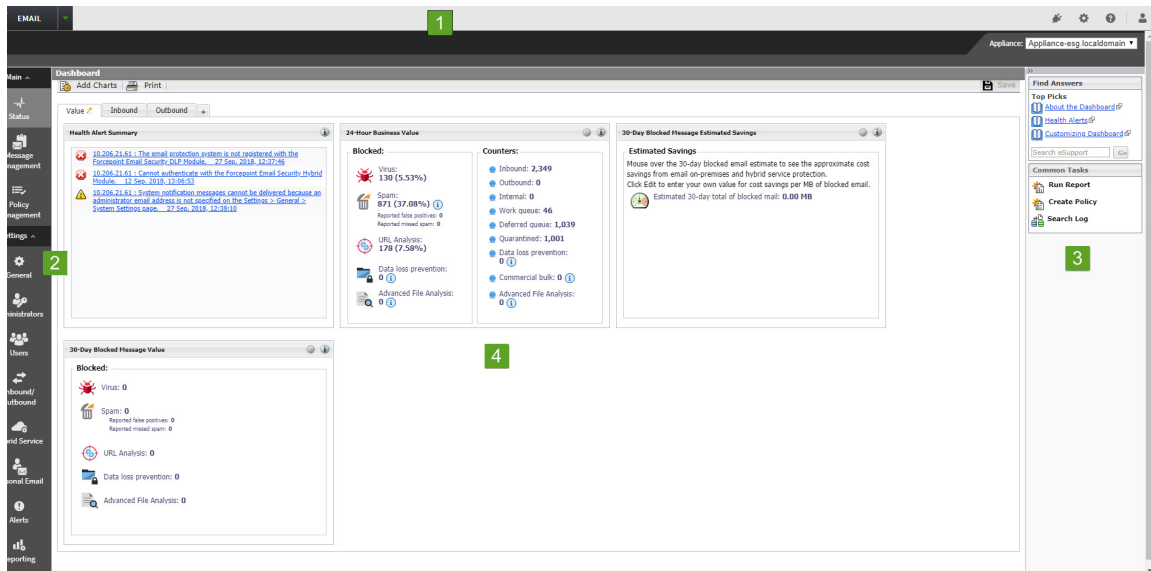 EMAIL
1
Appliance: Appliance-esg.localdomain
Main
Status
Message
Management
Policy
Management
Settings
2
General
Administrators
Users
Inbound/
Outbound
Hybrid Service
Personal Email
Alerts
Reporting
Dashboard
Add Charts | Print |
Save
Value
Inbound
Outbound
+
Health Alert Summary
10.206.21.61 : The email protection system is not registered with the
Forcepoint Email Security DLP Module. 27 Sep. 2018, 12:37:46
10.206.21.61 : Cannot authenticate with the Forcepoint Email Security Hybrid
Module. 12 Sep. 2018, 13:06:53
10.206.21.61 : System notification messages cannot be delivered because an
administrator email address is not specified on the Settings > General >
System Settings page. 27 Sep. 2018, 12:38:10
24-Hour Business Value
Blocked:
Virus:
130 (5.53%)
Spam:
871 (37.08%)
Reported false positives: 0
Reported missed spam: 0
URL Analysis:
178 (7.58%)
Data loss prevention:
0
Advanced File Analysis:
0
Counters:
Inbound: 2,349
Outbound: 0
Internal: 0
Work queue: 46
Deferred queue: 1,039
Quarantined: 1,001
Data loss prevention:
0
Commercial bulk: 0
Advanced File Analysis:
0
30-Day Blocked Message Estimated Savings
Estimated Savings
Mouse over the 30-day blocked email estimate to see the approximate cost
savings from email on-premises and hybrid service protection.
Click Edit to enter your own value for cost savings per MB of blocked email.
Estimated 30-day total of blocked mail: 0.00 MB
30-Day Blocked Message Value
Blocked:
Virus: 0
Spam: 0
Reported false positives: 0
Reported missed spam: 0
URL Analysis: 0
Data loss prevention: 0
Advanced File Analysis: 0
4
>>
Find Answers
Top Picks
About the Dashboard
Health Alerts
Customizing Dashboard
Search eSupport
Go
Common Tasks
Run Report
Create Policy
Search Log
3